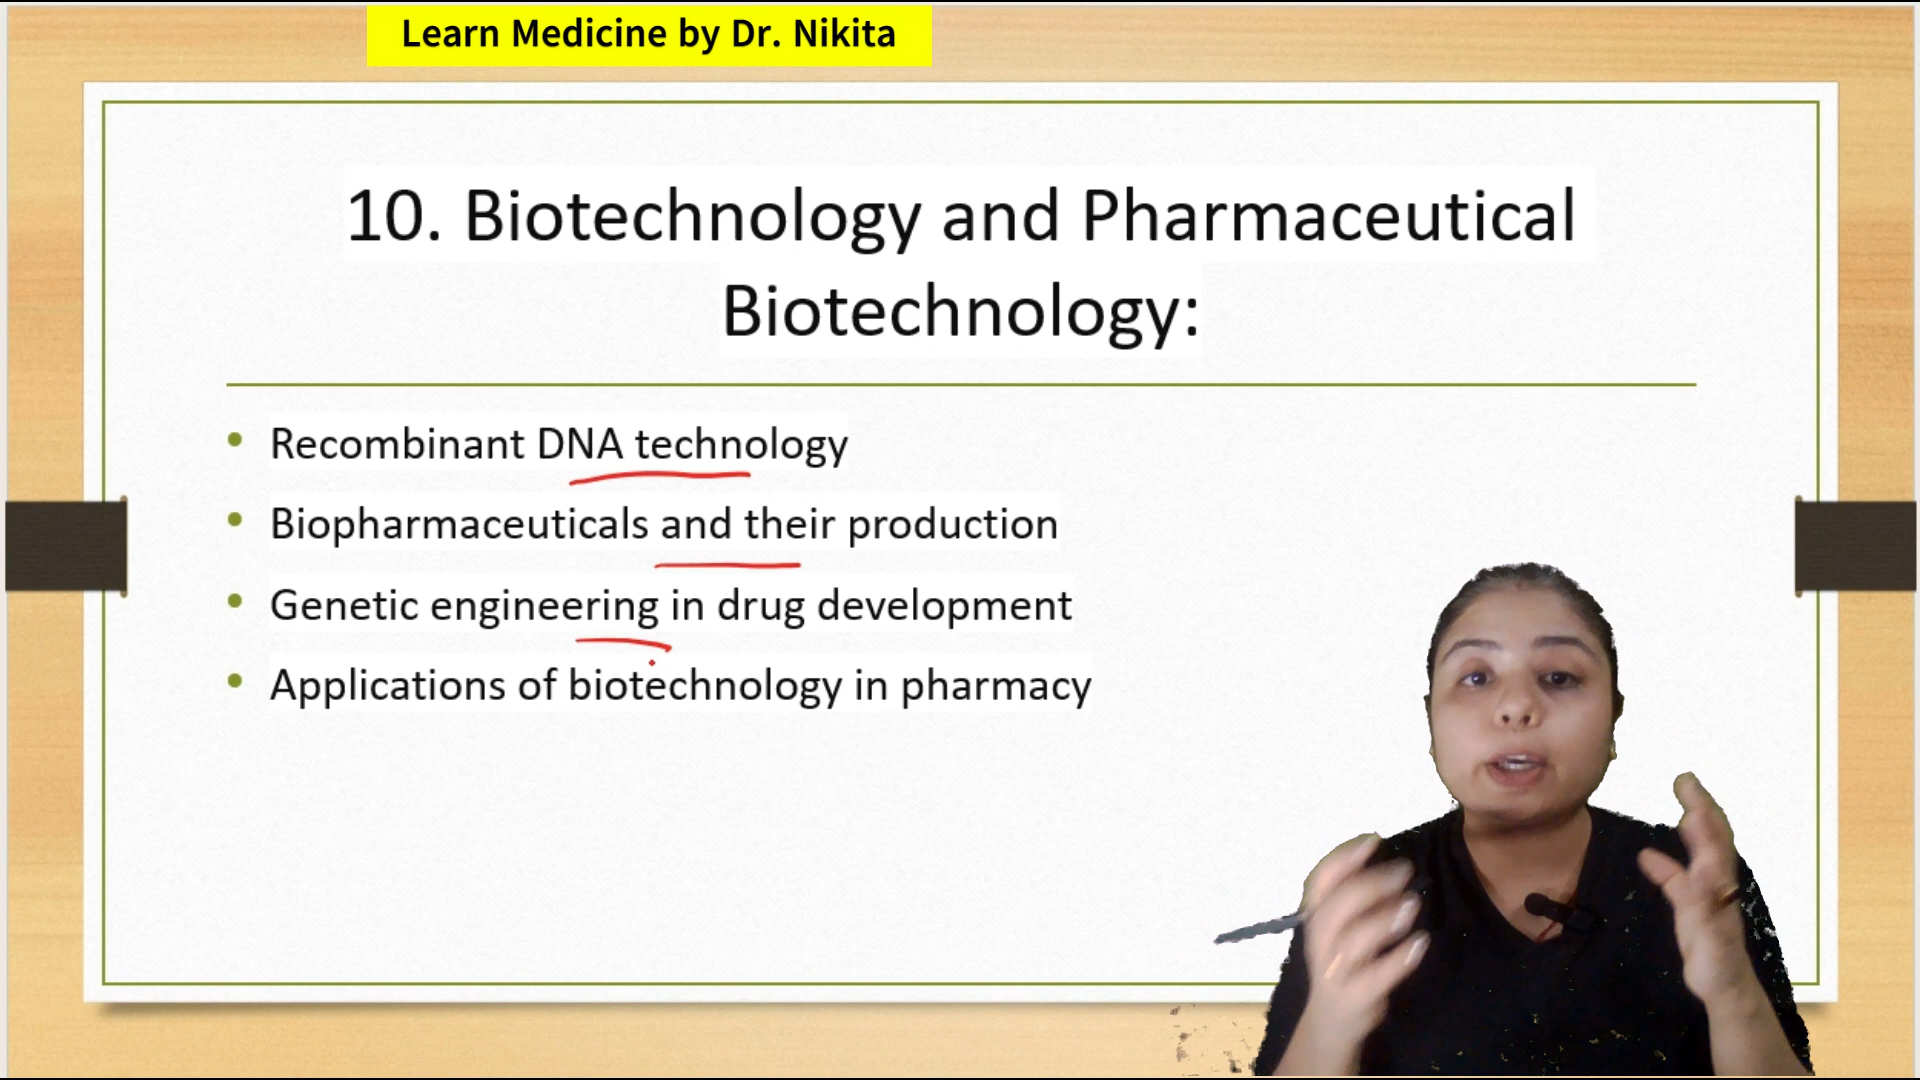 Learn Medicine by Dr. Nikita
10. Biotechnology and Pharmaceutical
Biotechnology:
• Recombinant DNA technology
• Biopharmaceuticals and their production
• Genetic engineering in drug development
• Applications of biotechnology in pharmacy